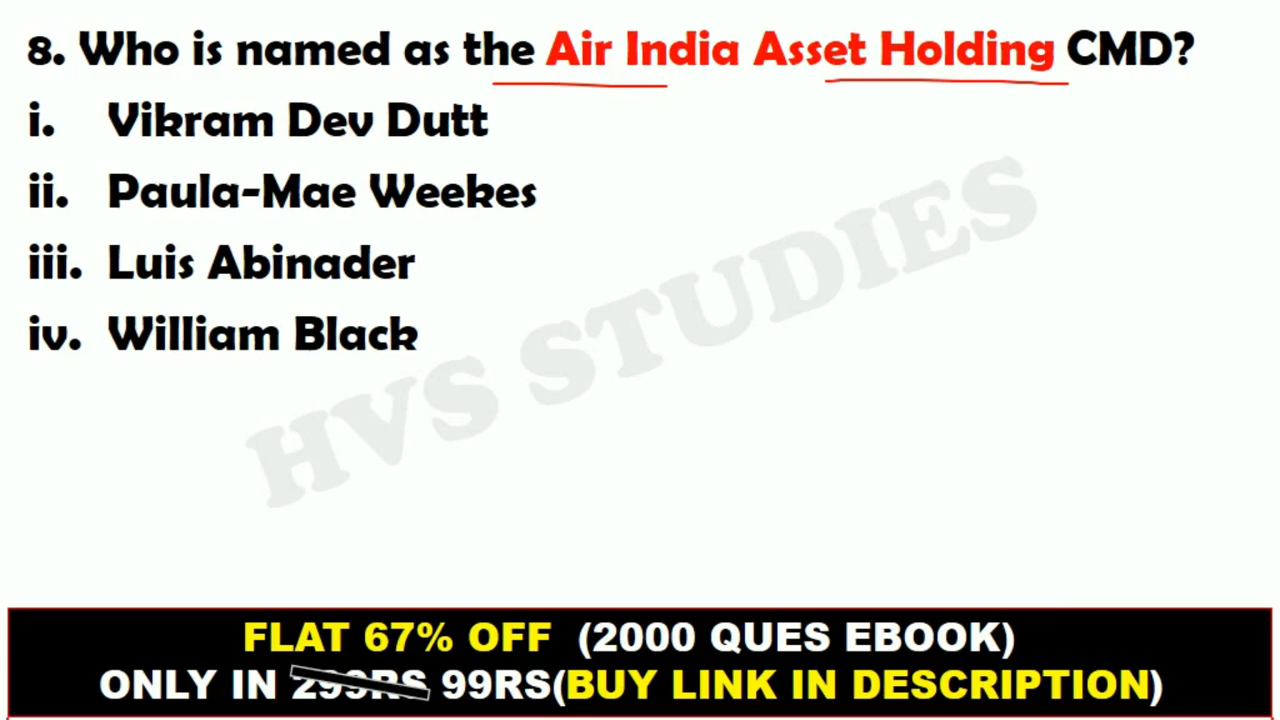 8. Who is named as the Air India Asset Holding CMD?
i. Vikram Dev Dutt
ii. Paula-Mae Weekes
iii. Luis Abinader
iv. William Black
HVS STUDIES
FLAT 67% OFF (2000 QUES EBOOK)
ONLY IN 299RS 99RS(BUY LINK IN DESCRIPTION)